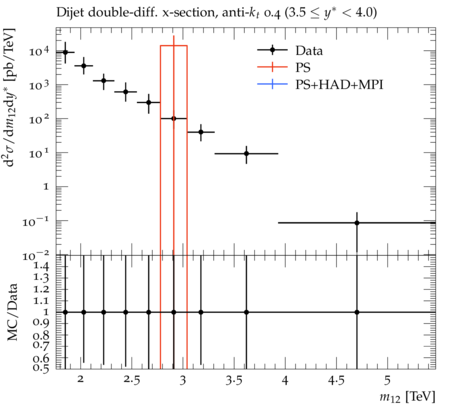 Dijet double-diff. x-section, anti-kt 0.4 (3.5 ≤ y* < 4.0)
d²σ/dm12dy* [pb/TeV]
10⁴
10³
10²
10¹
1
10⁻¹
10⁻²
Data
PS
PS+HAD+MPI
MC/Data
1.4
1.3
1.2
1.1
1
0.9
0.8
0.7
0.6
0.5
2 2.5 3 3.5 4 4.5 5
m12 [TeV]